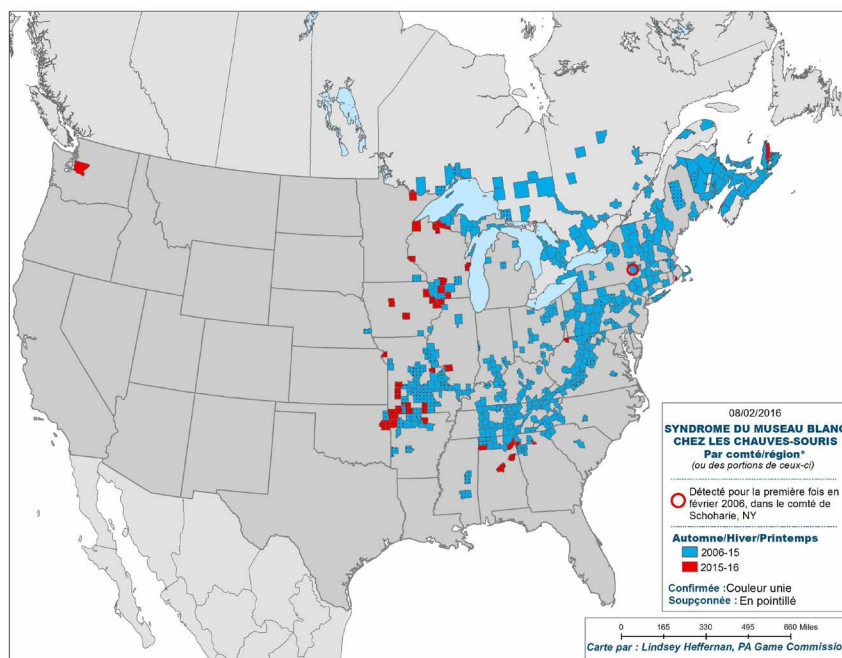 08/02/2016
SYNDROME DU MUSEAU BLANC
CHEZ LES CHAUVES-SOURIS
Par comté/région*
(ou des portions de ceux-ci)
Détecté pour la première fois en
février 2006, dans le comté de
Schoharie, NY
Automne/Hiver/Printemps
2006-15
2015-16
Confirmée : Couleur unie
Soupçonnée : En pointillé
0 165 330 495 660 Miles
Carte par : Lindsey Heffernan, PA Game Commissio